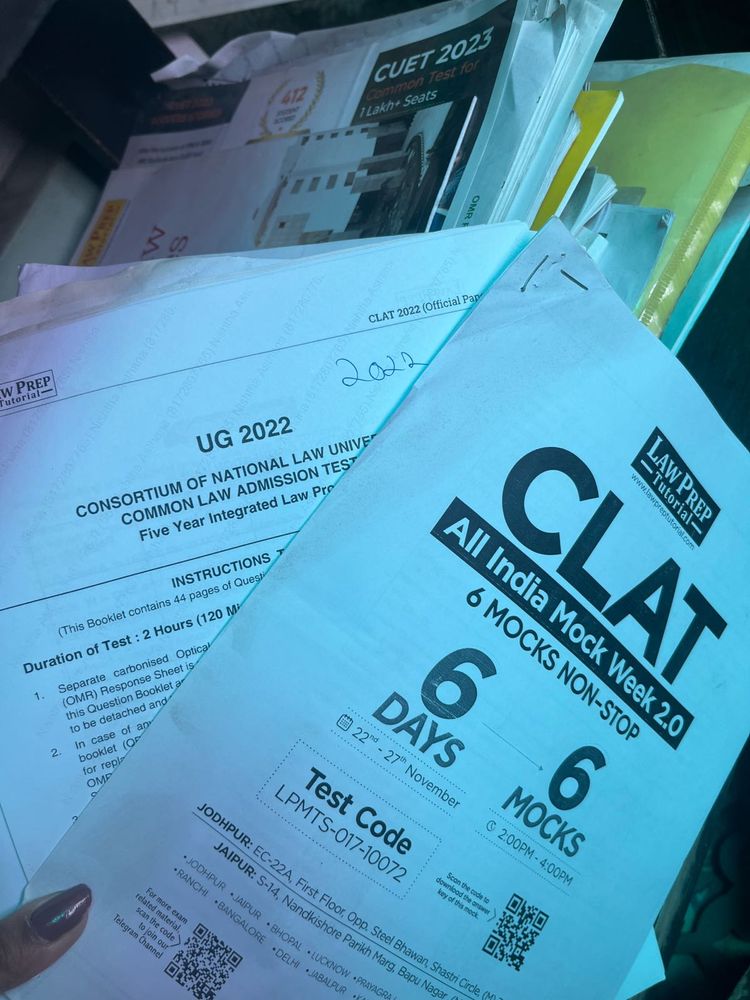 CUET 2023
Common Test for
1 Lakh+ Seats
412
LAW PREP
OMR
CLAT 2022 (Official Pap
2022
LAW PREP
Tutorial
UG 2022
CONSORTIUM OF NATIONAL LAW UNIVE
COMMON LAW ADMISSION TEST
Five Year Integrated Law Pro
INSTRUCTIONS T
(This Booklet contains 44 pages of Questi
Duration of Test : 2 Hours (120 Mi
1. Separate carbonised Optical
(OMR) Response Sheet is
this Question Booklet a
to be detached and
2. In case of any
booklet (O
for repl
OMR
LAW PREP
Tutorial
www.lawpreptutorial.com
CLAT
All India Mock Week 2.0
6 MOCKS NON-STOP
6
DAYS
22nd - 27th November
6
MOCKS
2:00PM - 4:00PM
Test Code
LPMTS-017-10072
Scan the code to
download the answer
key of this mock
JODHPUR: EC-22A, First Floor, Opp. Steel Bhawan, Shastri Circle, (M)
JAIPUR: S-14, Nandkishore Parikh Marg, Bapu Nagar
• JODHPUR • JAIPUR • BHOPAL • LUCKNOW • PRAYAGRA
RANCHI • BANGALORE • DELHI • JABALPUR
For more exam
related material,
scan the code
to join our
Telegram Channel